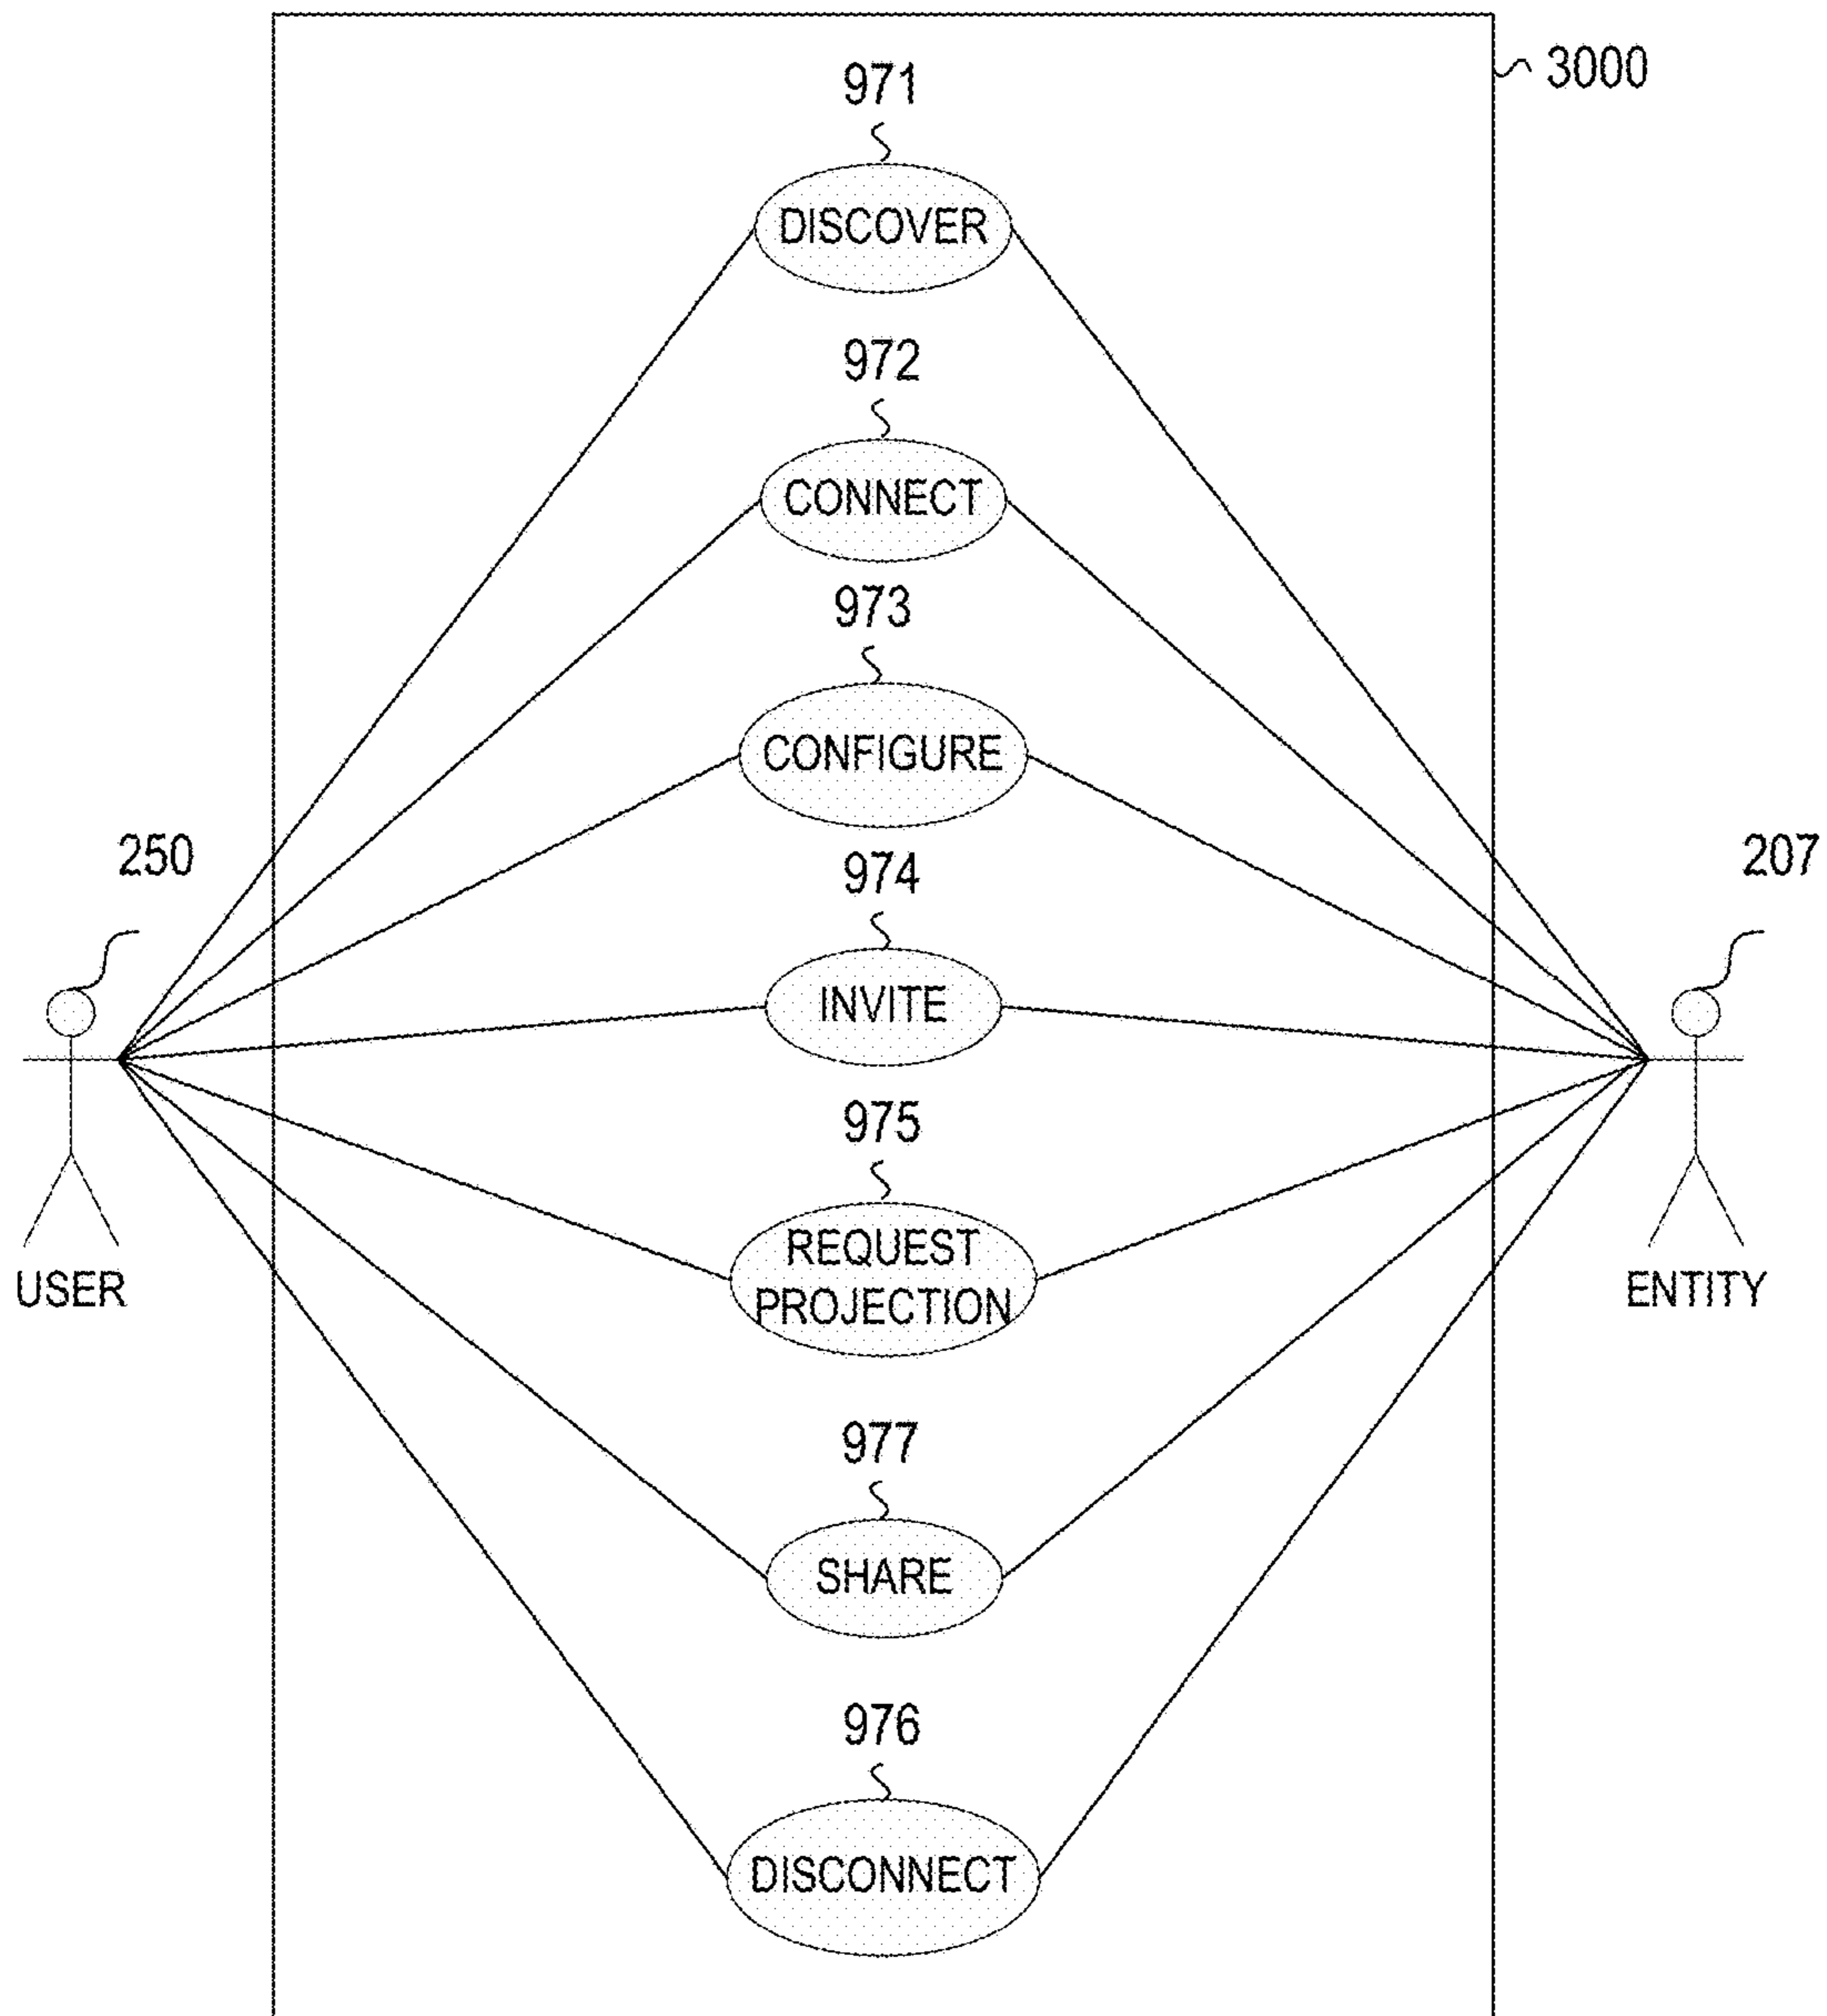 3000
971
DISCOVER
972
CONNECT
973
CONFIGURE
250
974
207
INVITE
975
REQUEST
PROJECTION
USER
ENTITY
977
SHARE
976
DISCONNECT